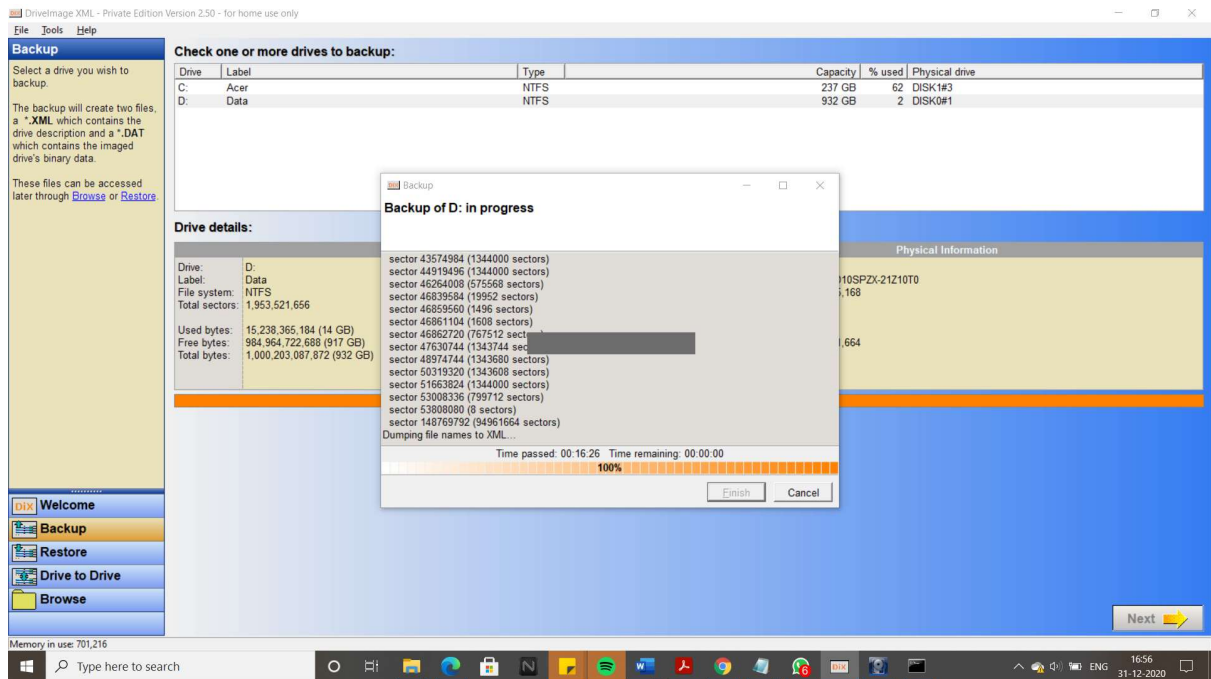 DriveImage XML - Private Edition Version 2.50 - for home use only
File Tools Help
Backup
Select a drive you wish to
backup.
The backup will create two files,
a *.XML which contains the
drive description and a *.DAT
which contains the imaged
drive's binary data.
These files can be accessed
later through Browse or Restore.
Check one or more drives to backup:
Drive Label Type Capacity % used Physical drive
C: Acer NTFS 237 GB 62 DISK1#3
D: Data NTFS 932 GB 2 DISK0#1
Drive details:
Physical Information
Drive: D:
Label: Data
File system: NTFS
Total sectors: 1,953,521,656
Used bytes: 15,238,365,184 (14 GB)
Free bytes: 984,964,722,688 (917 GB)
Total bytes: 1,000,203,087,872 (932 GB)
10SPZX-21Z10T0
,168
,664
Backup
Backup of D: in progress
sector 43574984 (1344000 sectors)
sector 44919496 (1344000 sectors)
sector 46264008 (575568 sectors)
sector 46839584 (19952 sectors)
sector 46859560 (1496 sectors)
sector 46861104 (1608 sectors)
sector 46862720 (767512 sect
sector 47630744 (1343744 sec
sector 48974744 (1343680 sectors)
sector 50319320 (1343608 sectors)
sector 51663824 (1344000 sectors)
sector 53008336 (799712 sectors)
sector 53808080 (8 sectors)
sector 148769792 (94961664 sectors)
Dumping file names to XML...
Time passed: 00:16:26 Time remaining: 00:00:00
100%
Finish Cancel
DiX Welcome
Backup
Restore
Drive to Drive
Browse
Next
Memory in use: 701,216
Type here to search
ENG
16:56
31-12-2020